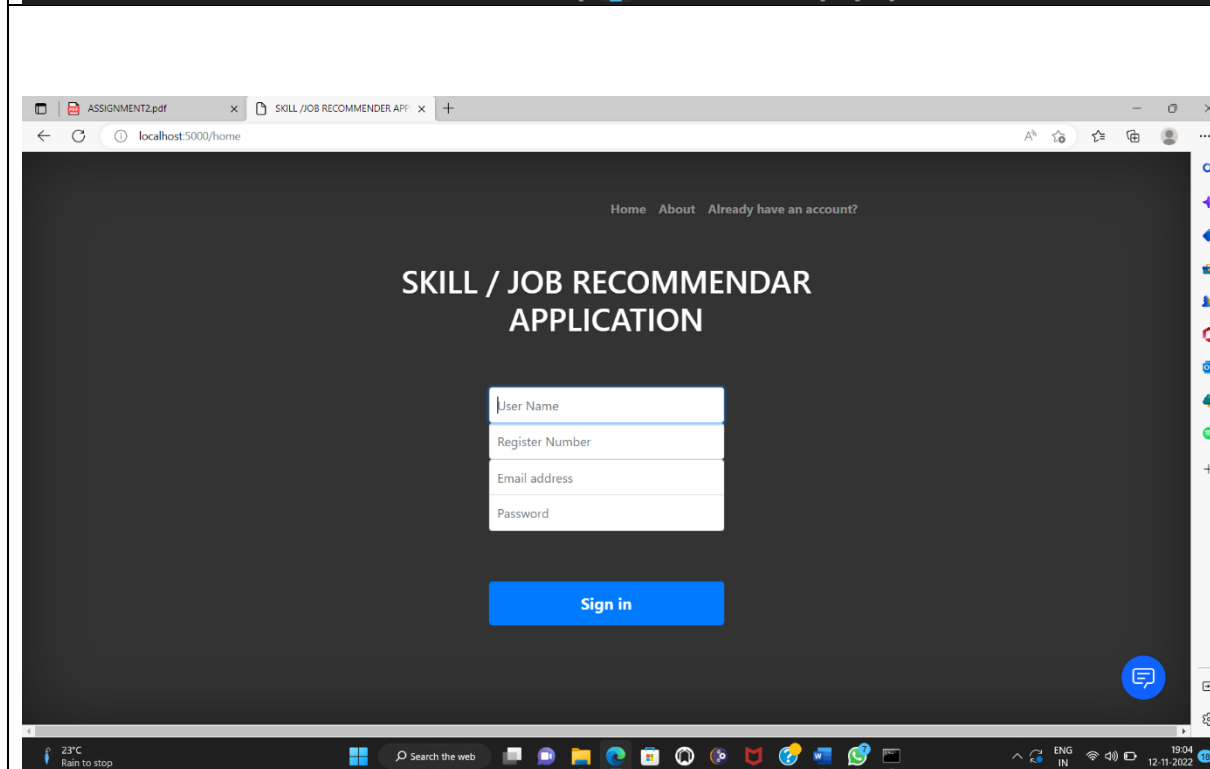 ASSIGNMENT2.pdf
SKILL /JOB RECOMMENDER APP
localhost:5000/home
Home About Already have an account?
SKILL / JOB RECOMMENDAR
APPLICATION
User Name
Register Number
Email address
Password
Sign in
23°C
Rain to stop
Search the web
ENG
IN
19:04
12-11-2022